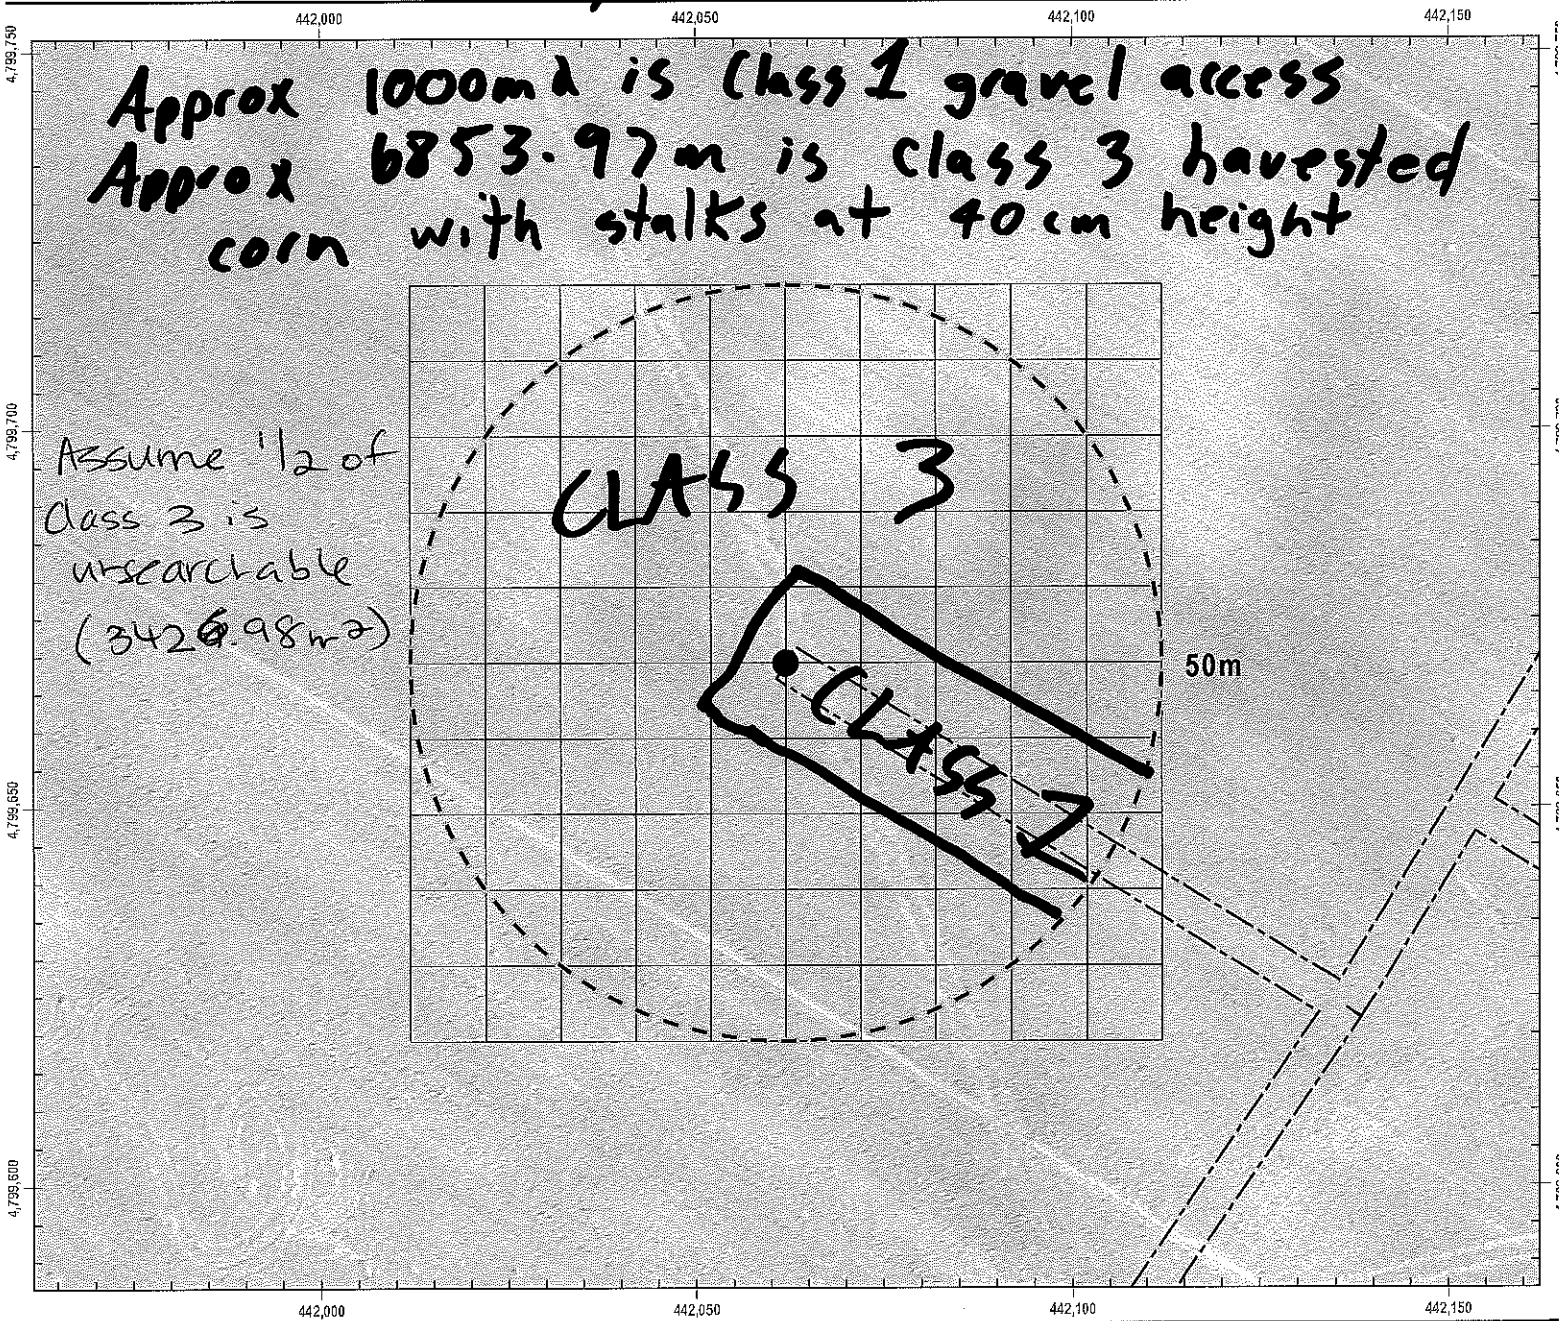 442,000 442,050 442,100 442,150
4,799,750
Approx 1000m2 is Class 1 gravel access
Approx 6853.97m is Class 3 havested
corn with stalks at 40cm height
4,799,700
Assume 1/2 of
Class 3 is
unsearchable
(3426.98m2)
CLASS 3
50m
CLASS 1
4,799,650
4,799,600
442,000 442,050 442,100 442,150